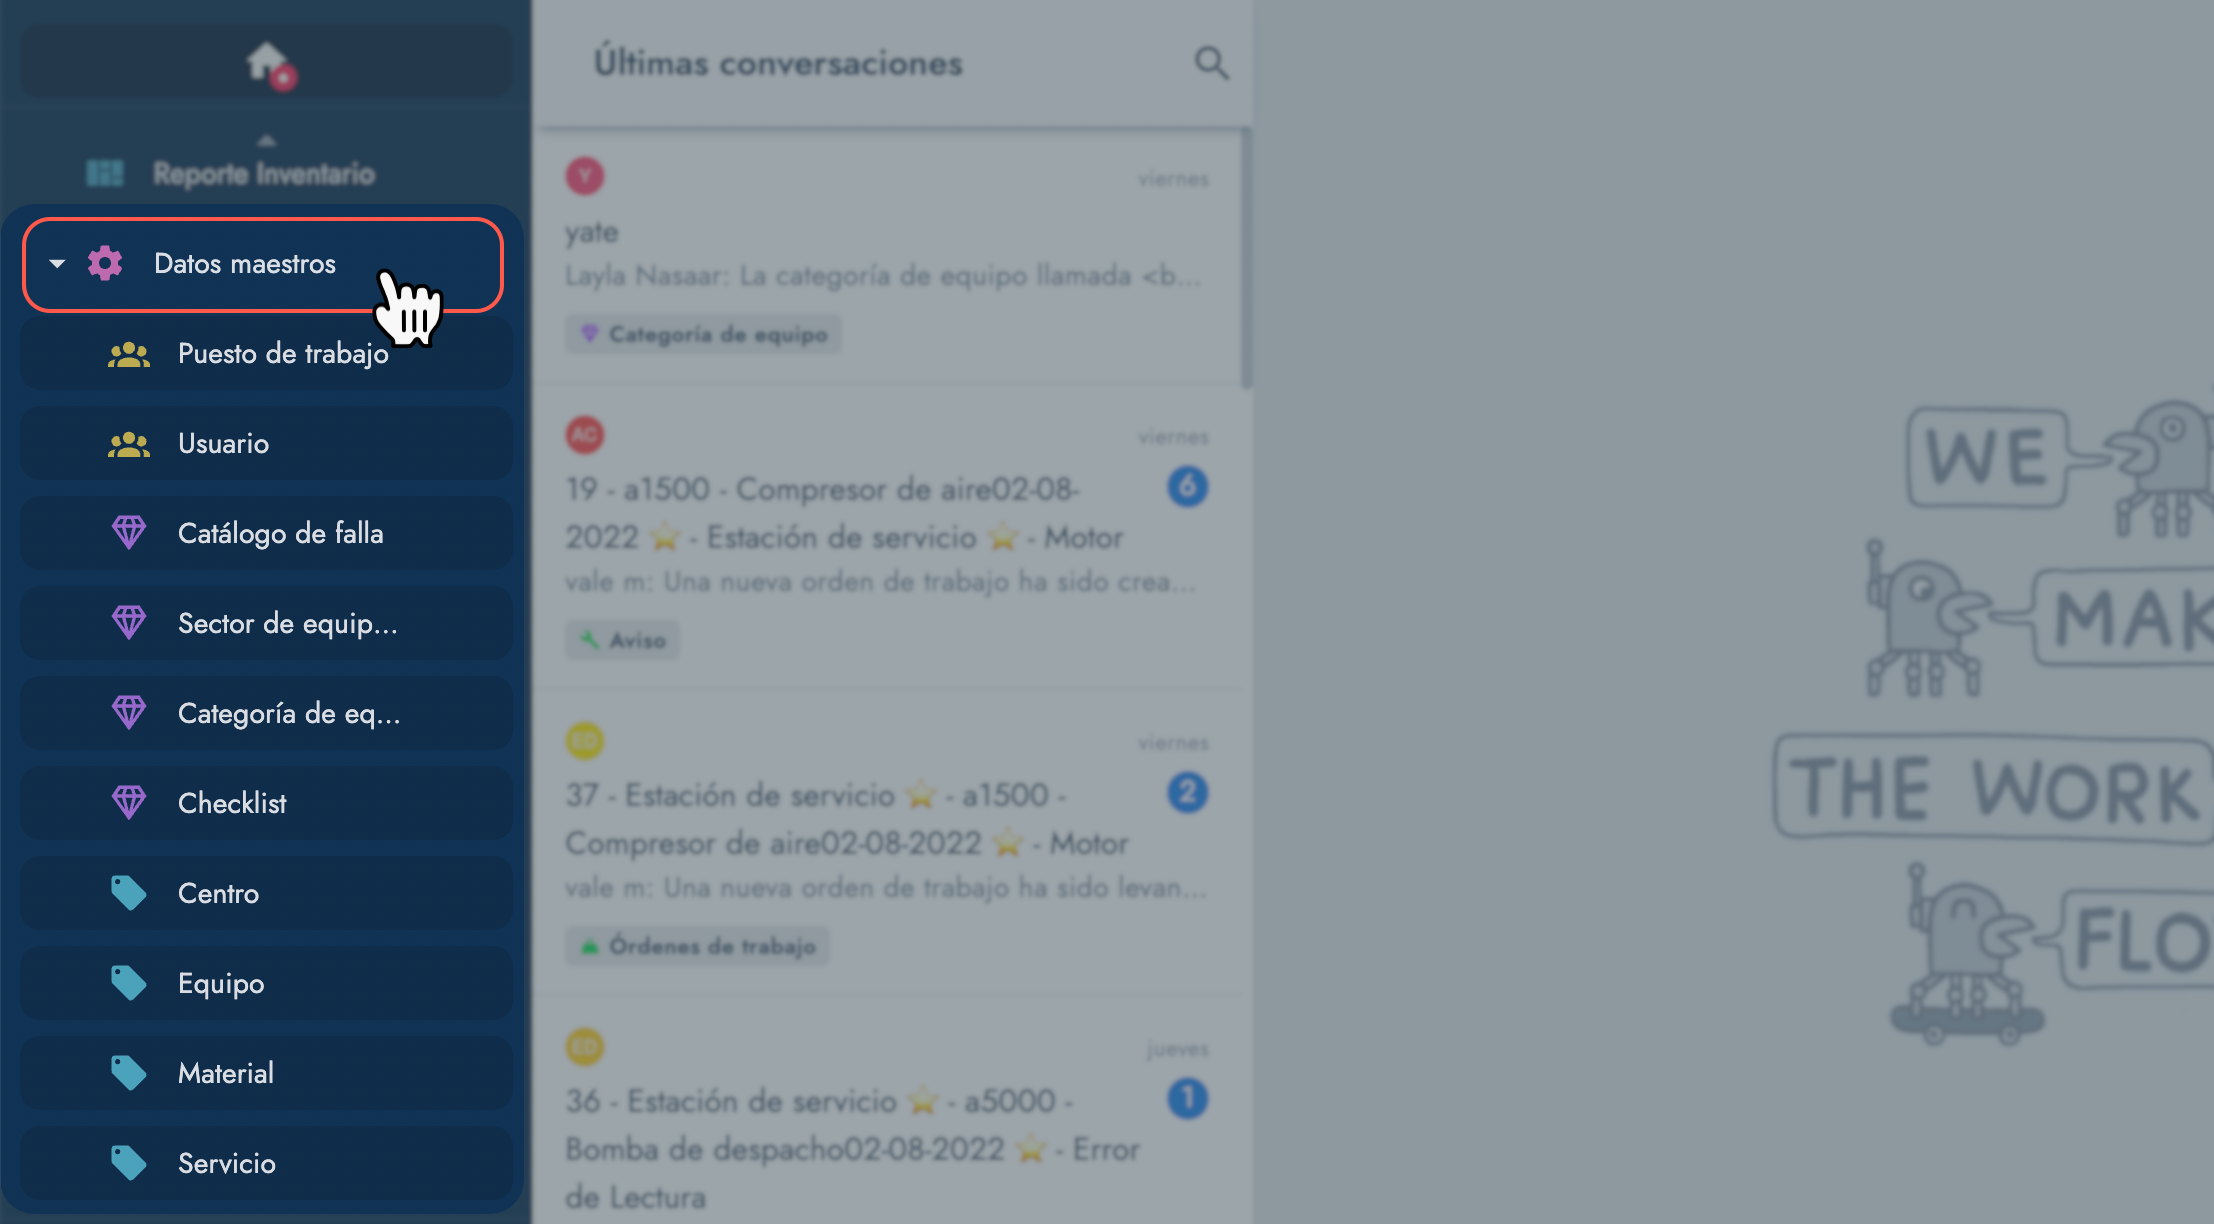 Reporte Inventario
Datos maestros
Puesto de trabajo
Usuario
Catálogo de falla
Sector de equip...
Categoría de eq...
Checklist
Centro
Equipo
Material
Servicio
Últimas conversaciones
Y
viernes
yate
Layla Nasaar: La categoría de equipo llamada <b...
Categoría de equipo
AC
viernes
19 - a1500 - Compresor de aire02-08-
6
2022 ⭐ - Estación de servicio ⭐ - Motor
vale m: Una nueva orden de trabajo ha sido crea...
Aviso
ED
viernes
37 - Estación de servicio ⭐ - a1500 -
2
Compresor de aire02-08-2022 ⭐ - Motor
vale m: Una nueva orden de trabajo ha sido levan...
Órdenes de trabajo
ED
jueves
36 - Estación de servicio ⭐ - a5000 -
1
Bomba de despacho02-08-2022 ⭐ - Error
de Lectura
WE
MAK
THE WORK
FLO